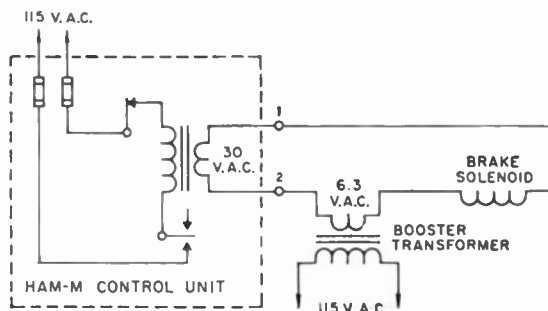 115 V. A.C.
1
30
V.A.C.
2
6.3
V.A.C.
BRAKE
SOLENOID
BOOSTER
TRANSFORMER
HAM-M CONTROL UNIT
115 V. A.C.